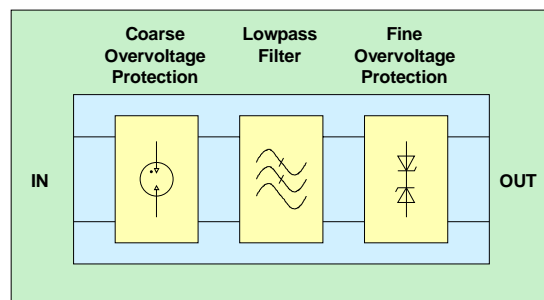 Coarse
Overvoltage
Protection
Lowpass
Filter
Fine
Overvoltage
Protection
IN
OUT